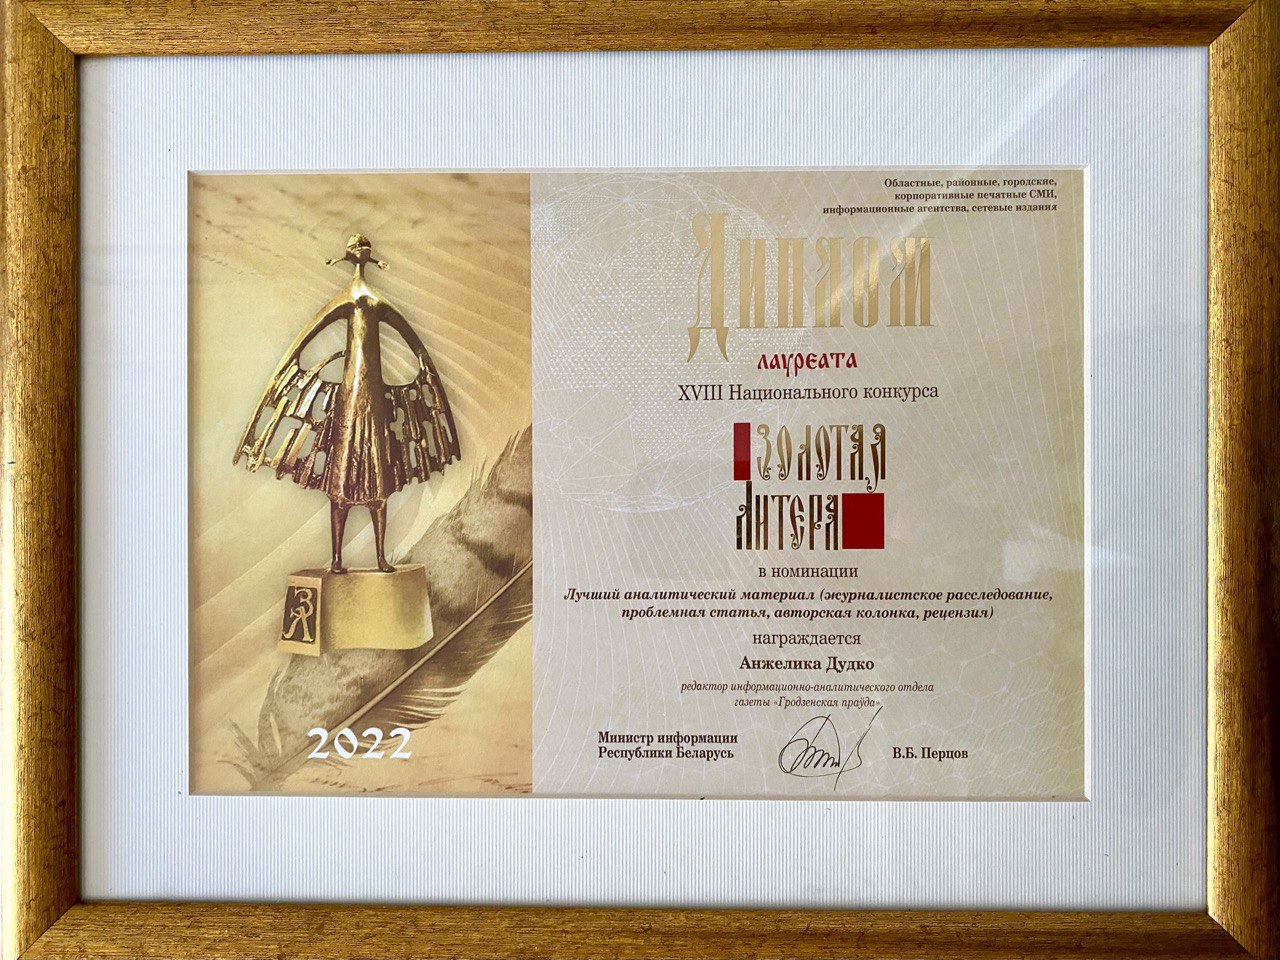 Областные, районные, городские,
корпоративные печатные СМИ,
информационные агентства, сетевые издания
Диплом
лауреата
XVIII Национального конкурса
ЗОЛОТАЯ
ЛИТЕРА
в номинации
Лучший аналитический материал (журналистское расследование,
проблемная статья, авторская колонка, рецензия)
награждается
Анжелика Дудко
редактор информационно-аналитического отдела
газеты «Гродзенская праўда»
Министр информации
Республики Беларусь
В.Б. Перцов
ЗЛ
2022